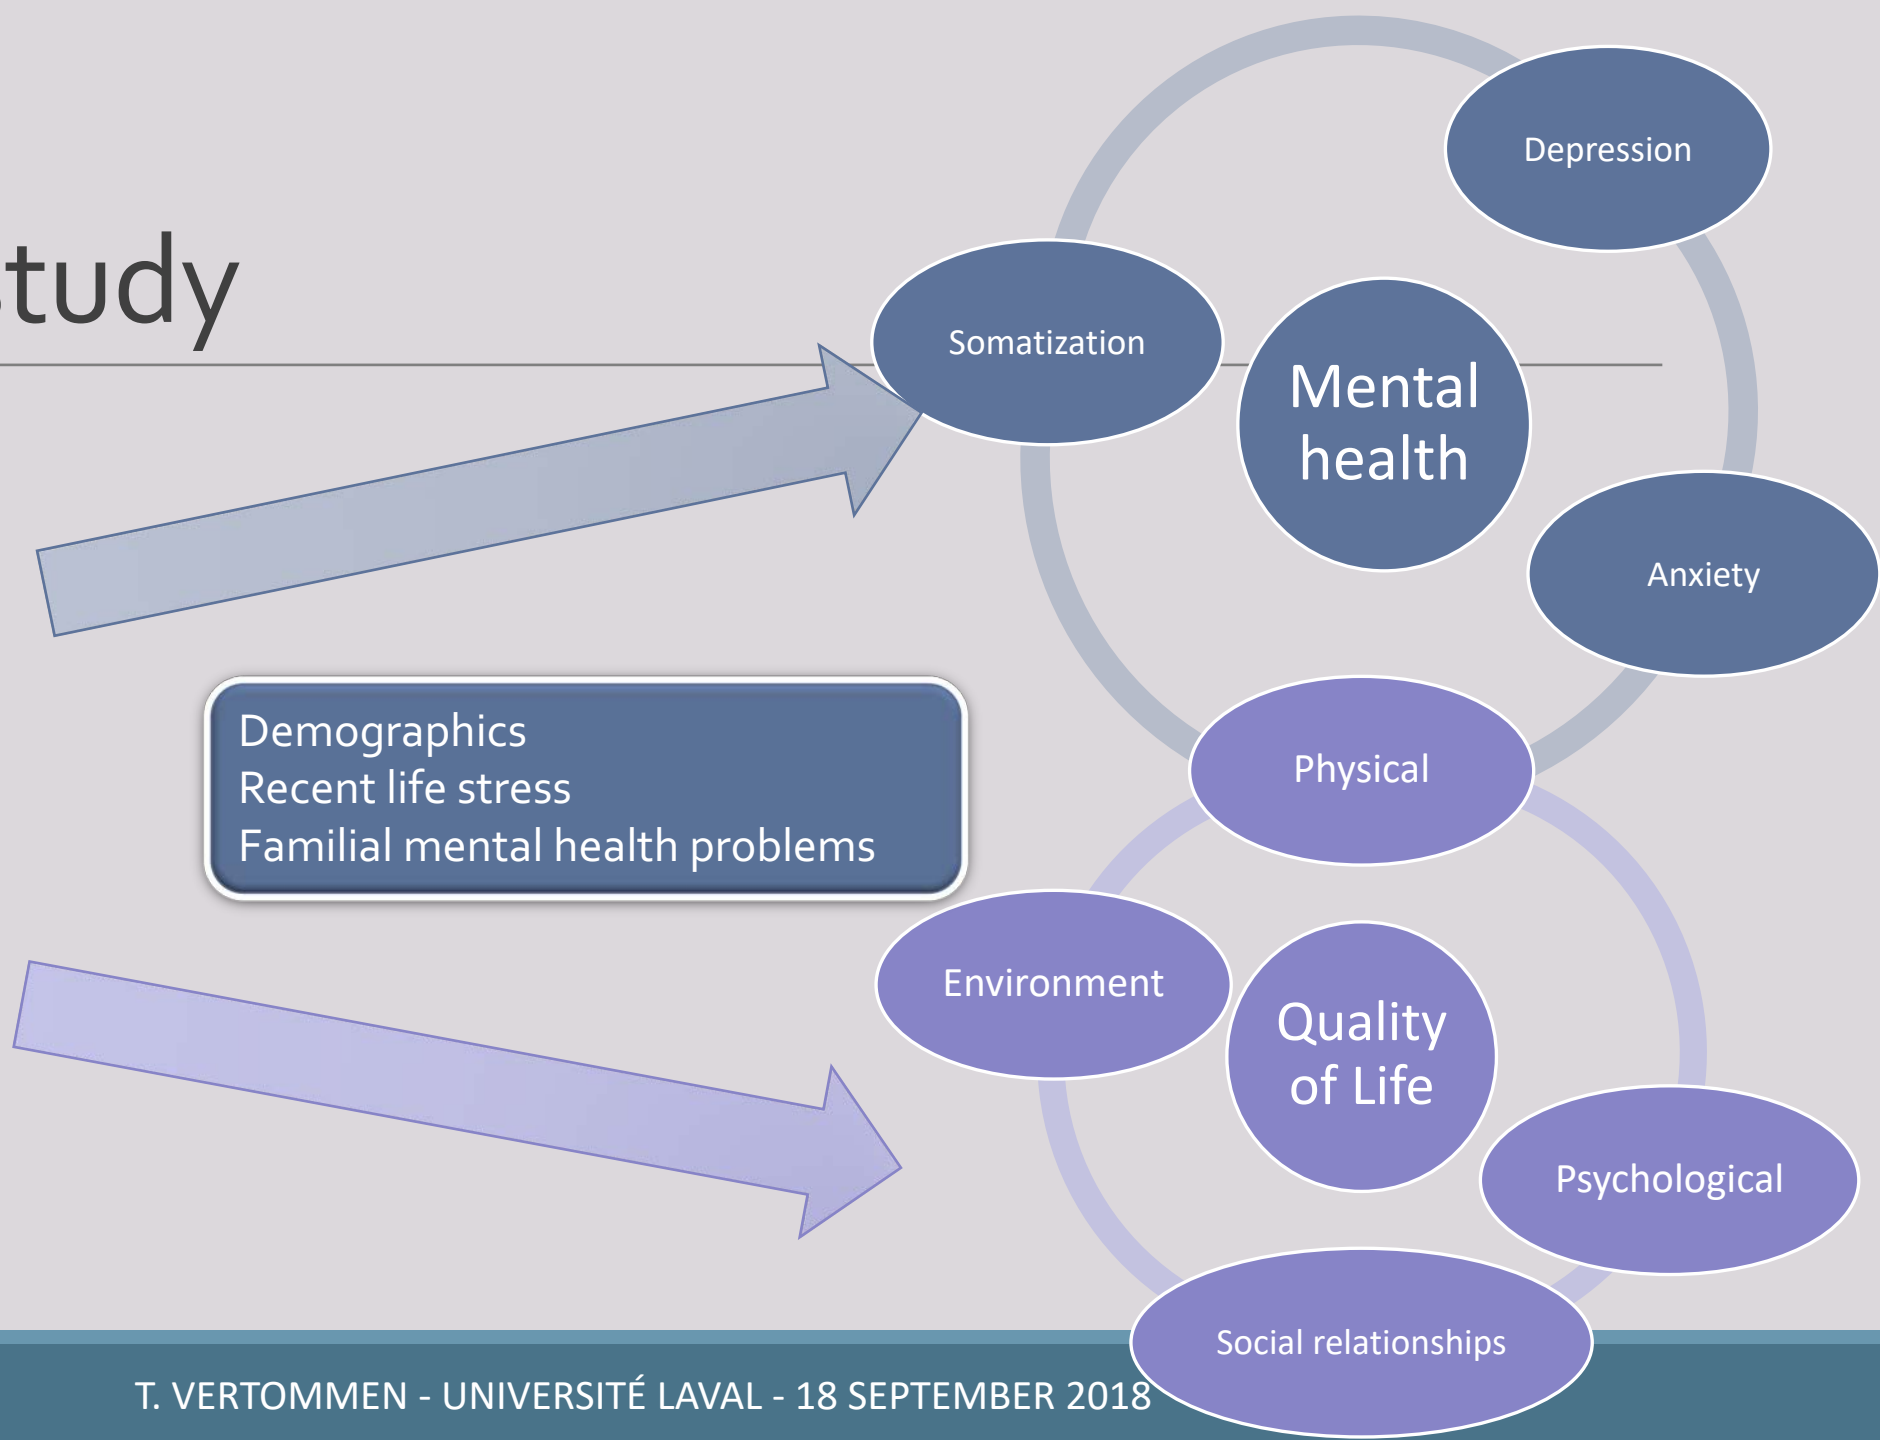 study
Depression
Somatization
Mental
health
Anxiety
Demographics
Recent life stress
Familial mental health problems
Physical
Environment
Quality
of Life
Psychological
Social relationships
T. VERTOMMEN - UNIVERSITÉ LAVAL - 18 SEPTEMBER 2018